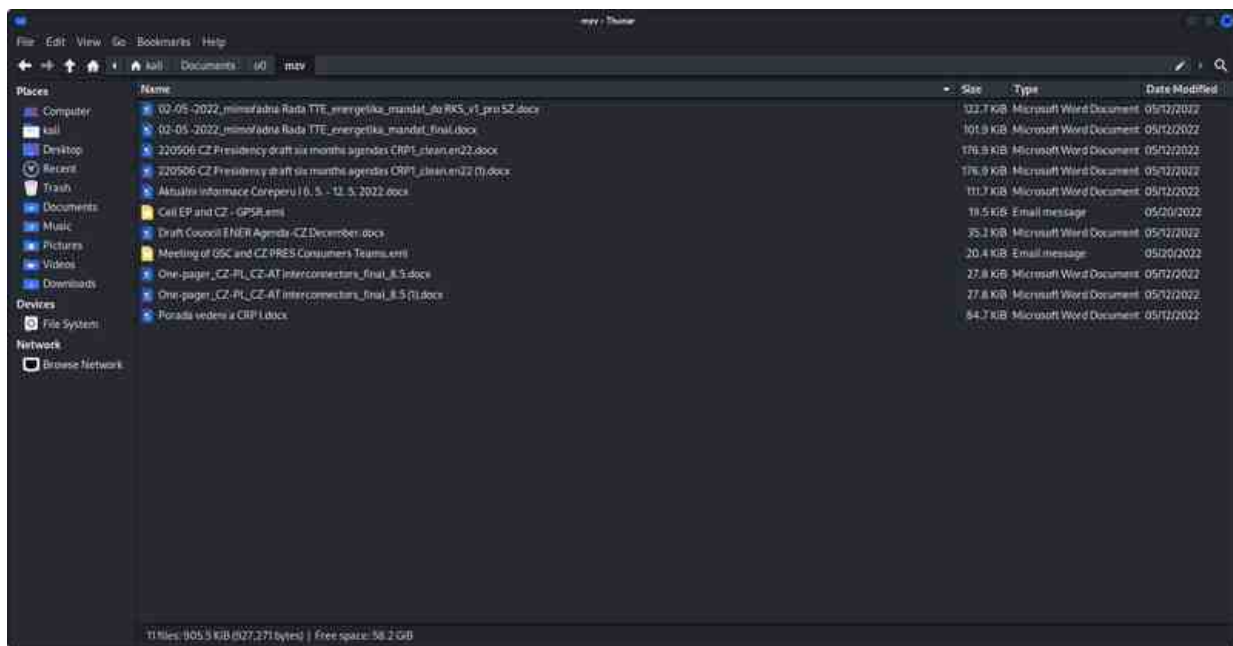 mzv - Thunar
File Edit View Go Bookmarks Help
kali Documents mzv
Places
Name Size Type Date Modified
Computer
kali
Desktop
Recent
Trash
Documents
Music
Pictures
Videos
Downloads
Devices
File System
Network
Browse Network
02-05-2022_mimořádná Rada TTE_energetika_mandat_do RKS_v1_pro SZ.docx 122.7 KiB Microsoft Word Document 05/12/2022
02-05-2022_mimořádná Rada TTE_energetika_mandat_final.docx 101.9 KiB Microsoft Word Document 05/12/2022
220506 CZ Presidency draft six months agendas CRP1_clean.en22.docx 176.9 KiB Microsoft Word Document 05/12/2022
220506 CZ Presidency draft six months agendas CRP1_clean.en22 (1).docx 176.9 KiB Microsoft Word Document 05/12/2022
Aktuální informace Coreperu I 6. 5. - 12. 5. 2022.docx 111.7 KiB Microsoft Word Document 05/12/2022
Call EP and CZ - GPSR.eml KiB Email message 05/20/2022
Draft Council ENER Agenda-CZ December.docx 35.2 KiB Microsoft Word Document 05/12/2022
Meeting of GSC and CZ PRES Consumers Teams.eml 20.4 KiB Email message 05/20/2022
One-pager_CZ-PL_CZ-AT interconnectors_final_8.5.docx 27.8 KiB Microsoft Word Document 05/12/2022
One-pager_CZ-PL_CZ-AT interconnectors_final_8.5 (1).docx 27.8 KiB Microsoft Word Document 05/12/2022
Porada vedení a CRP I.docx 84.7 KiB Microsoft Word Document 05/12/2022
11 files: 905.5 KiB (927,271 bytes) | Free space: 58.2 GiB